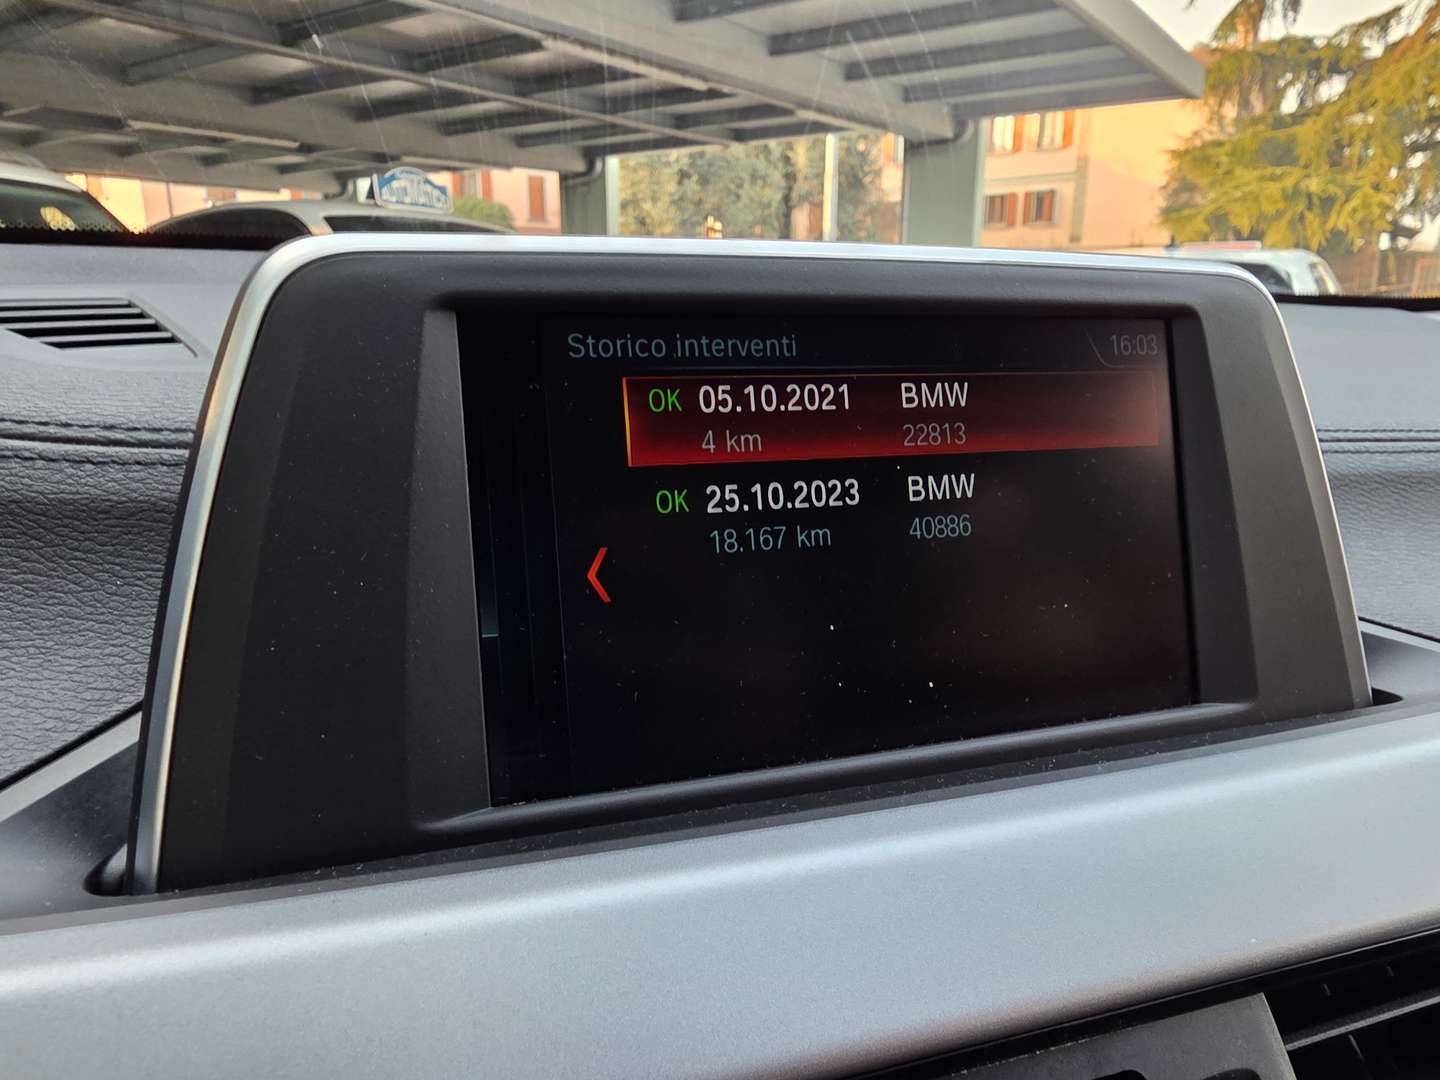 Storico interventi 16:03
OK 05.10.2021 BMW
4 km 22813
OK 25.10.2023 BMW
18.167 km 40886